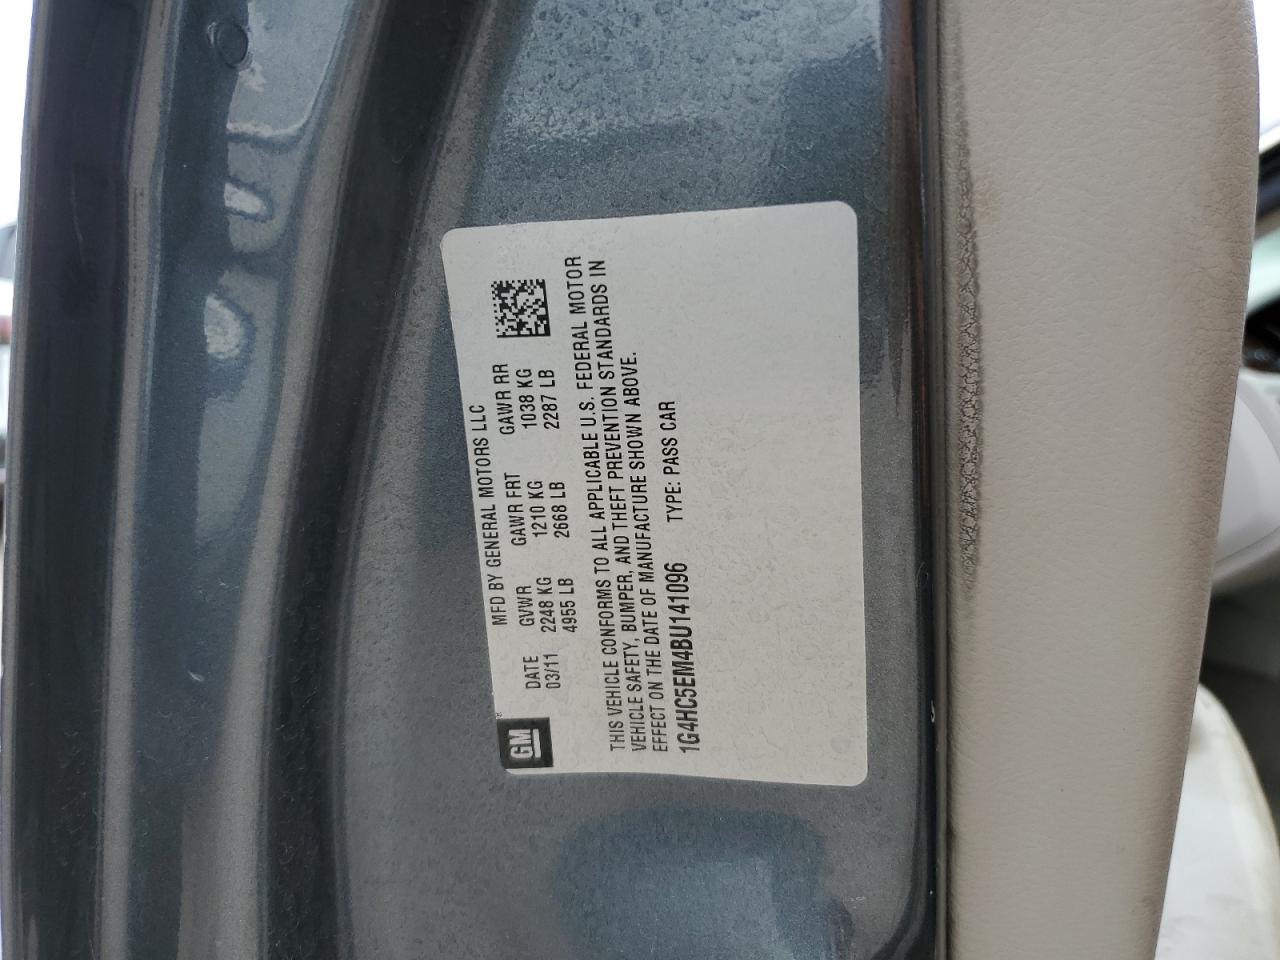 GM
MFD BY GENERAL MOTORS LLC
DATE GVWR GAWR FRT GAWR RR
03/11 2248 KG 1210 KG 1038 KG
4955 LB 2668 LB 2287 LB
THIS VEHICLE CONFORMS TO ALL APPLICABLE U.S. FEDERAL MOTOR
VEHICLE SAFETY, BUMPER, AND THEFT PREVENTION STANDARDS IN
EFFECT ON THE DATE OF MANUFACTURE SHOWN ABOVE.
1G4HC5EM4BU141096 TYPE: PASS CAR